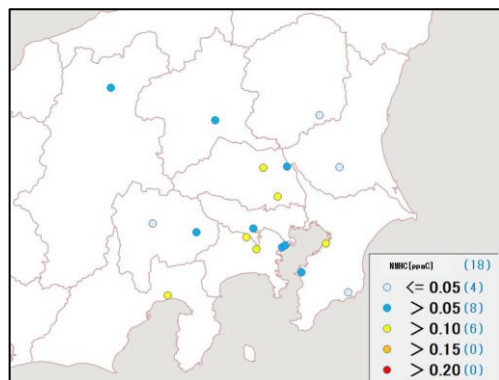 NMHC[ppmC] (18)
<= 0.05 (4)
> 0.05 (8)
> 0.10 (6)
> 0.15 (0)
> 0.20 (0)